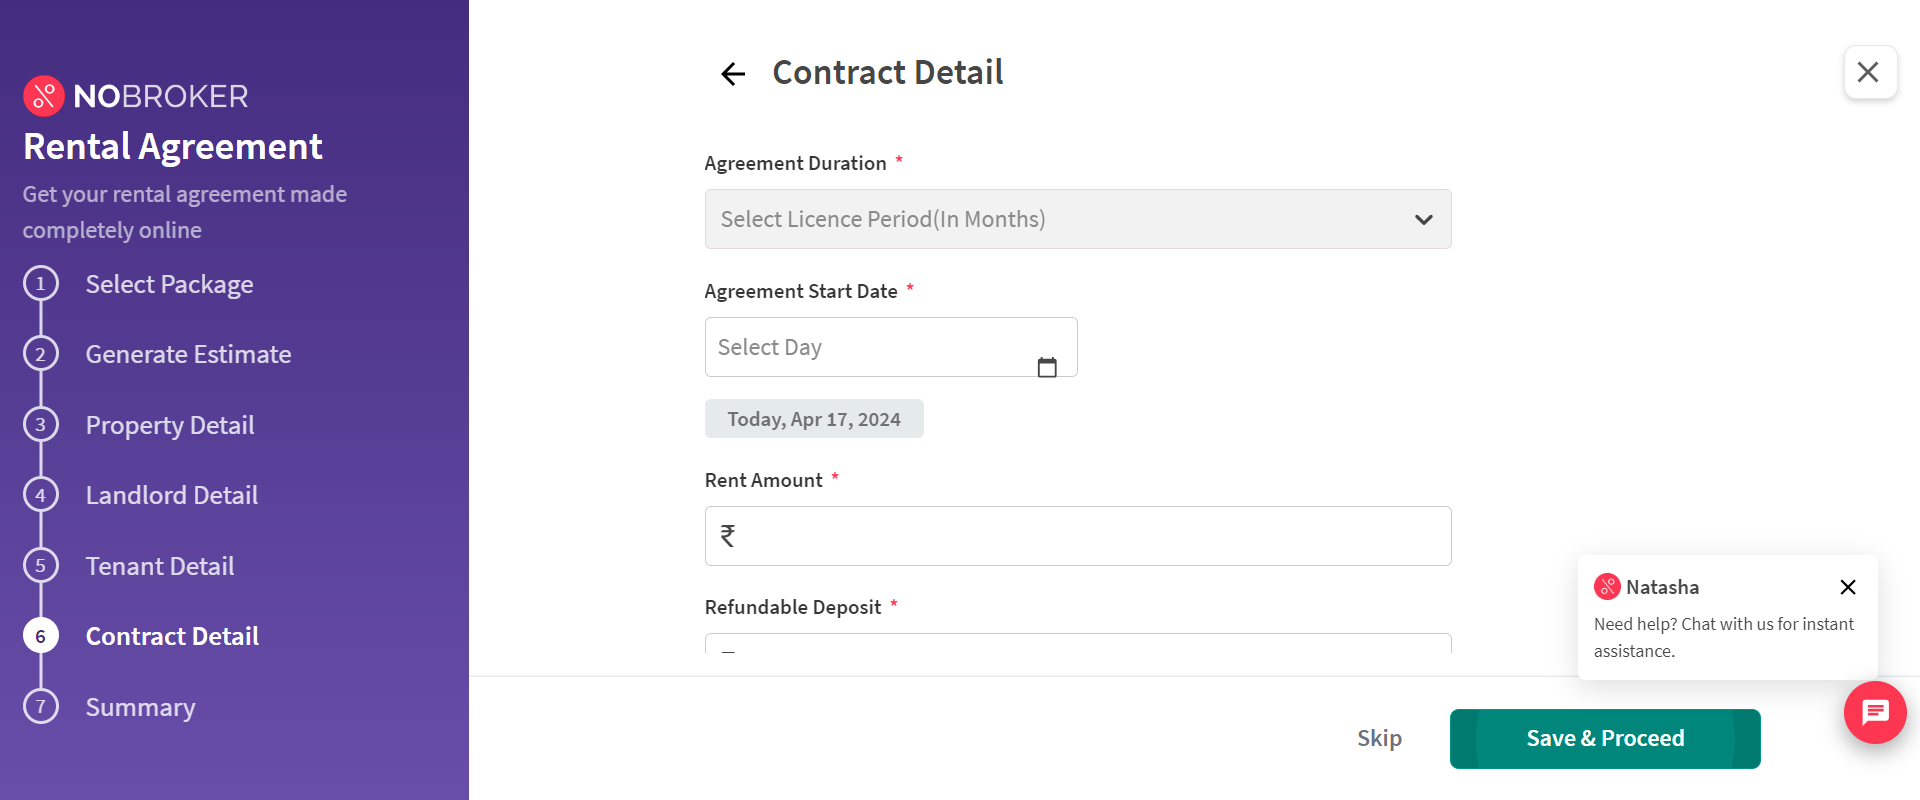 NOBROKER
Rental Agreement
Get your rental agreement made
completely online
1 Select Package
2 Generate Estimate
3 Property Detail
4 Landlord Detail
5 Tenant Detail
6 Contract Detail
7 Summary
Contract Detail
Agreement Duration *
Select Licence Period(In Months)
Agreement Start Date *
Select Day
Today, Apr 17, 2024
Rent Amount *
₹
Refundable Deposit *
Natasha
Need help? Chat with us for instant
assistance.
Skip
Save & Proceed